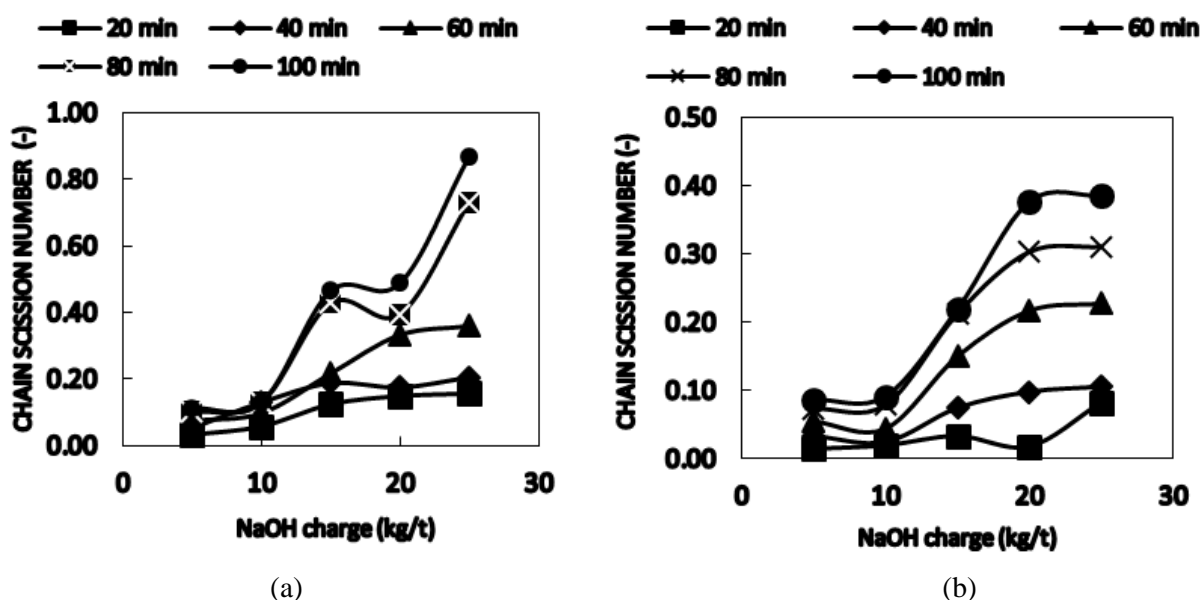 20 min 40 min 60 min
80 min 100 min
CHAIN SCISSION NUMBER (-)
1.00
0.80
0.60
0.40
0.20
0.00
0 10 20 30
NaOH charge (kg/t)
(a)
20 min 40 min 60 min
80 min 100 min
CHAIN SCISSION NUMBER (-)
0.50
0.40
0.30
0.20
0.10
0.00
0 10 20 30
NaOH charge (kg/t)
(b)